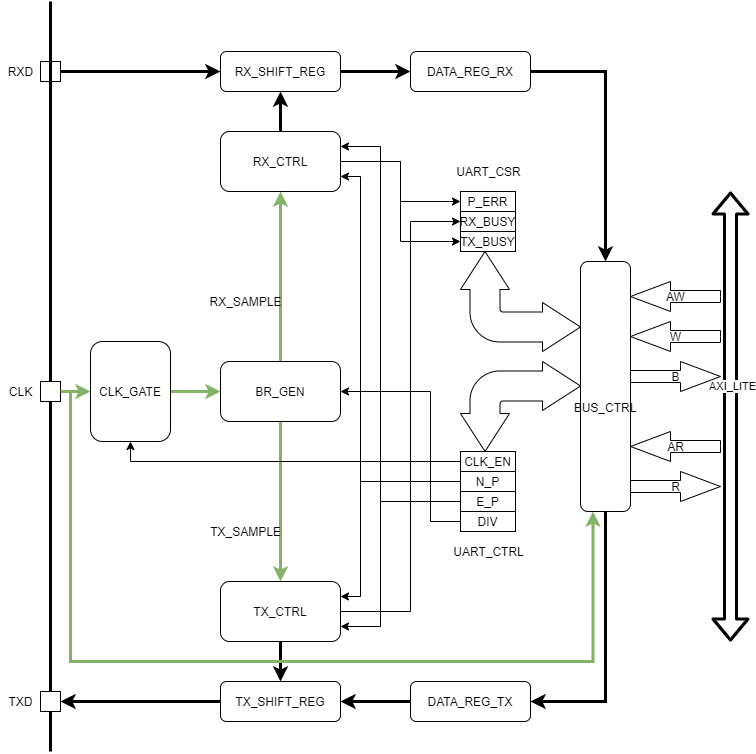 RXD
RX_SHIFT_REG
DATA_REG_RX
RX_CTRL
UART_CSR
P_ERR
RX_BUSY
TX_BUSY
RX_SAMPLE
AW
W
B
AXI_LITE
CLK
CLK_GATE
BR_GEN
BUS_CTRL
AR
R
CLK_EN
N_P
E_P
DIV
UART_CTRL
TX_SAMPLE
TX_CTRL
TXD
TX_SHIFT_REG
DATA_REG_TX